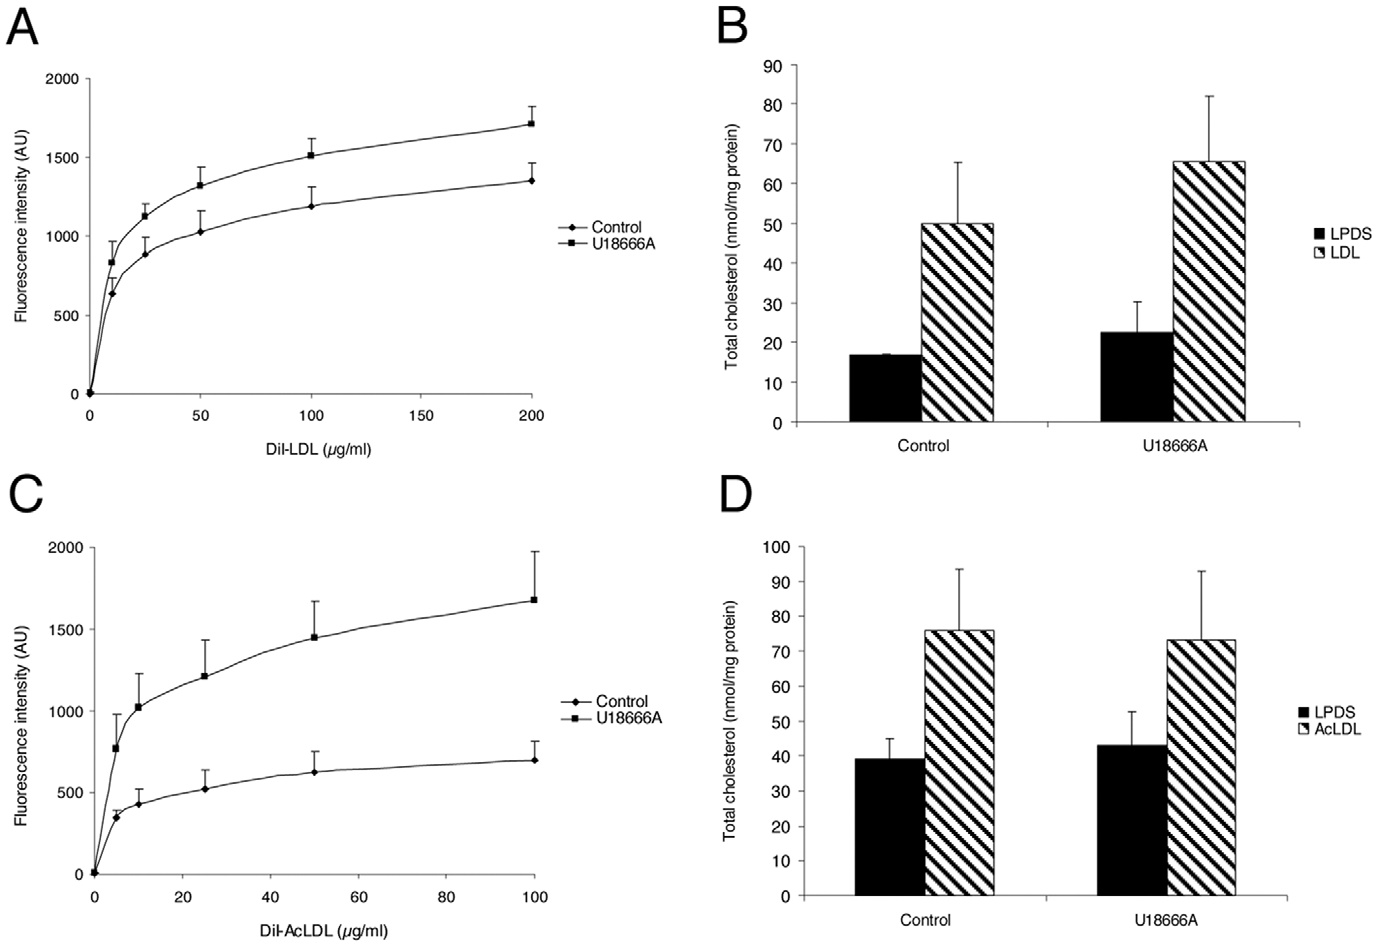 A
2000
1500
1000
500
0
0 50 100 150 200
Fluorescence intensity (AU)
DiI-LDL (µg/ml)
Control
U18666A
B
90
80
70
60
50
40
30
20
10
0
Total cholesterol (nmol/mg protein)
Control U18666A
LPDS
LDL
C
2000
1500
1000
500
0
0 20 40 60 80 100
Fluorescence intensity (AU)
DiI-AcLDL (µg/ml)
Control
U18666A
D
100
90
80
70
60
50
40
30
20
10
0
Total cholesterol (nmol/mg protein)
Control U18666A
LPDS
AcLDL